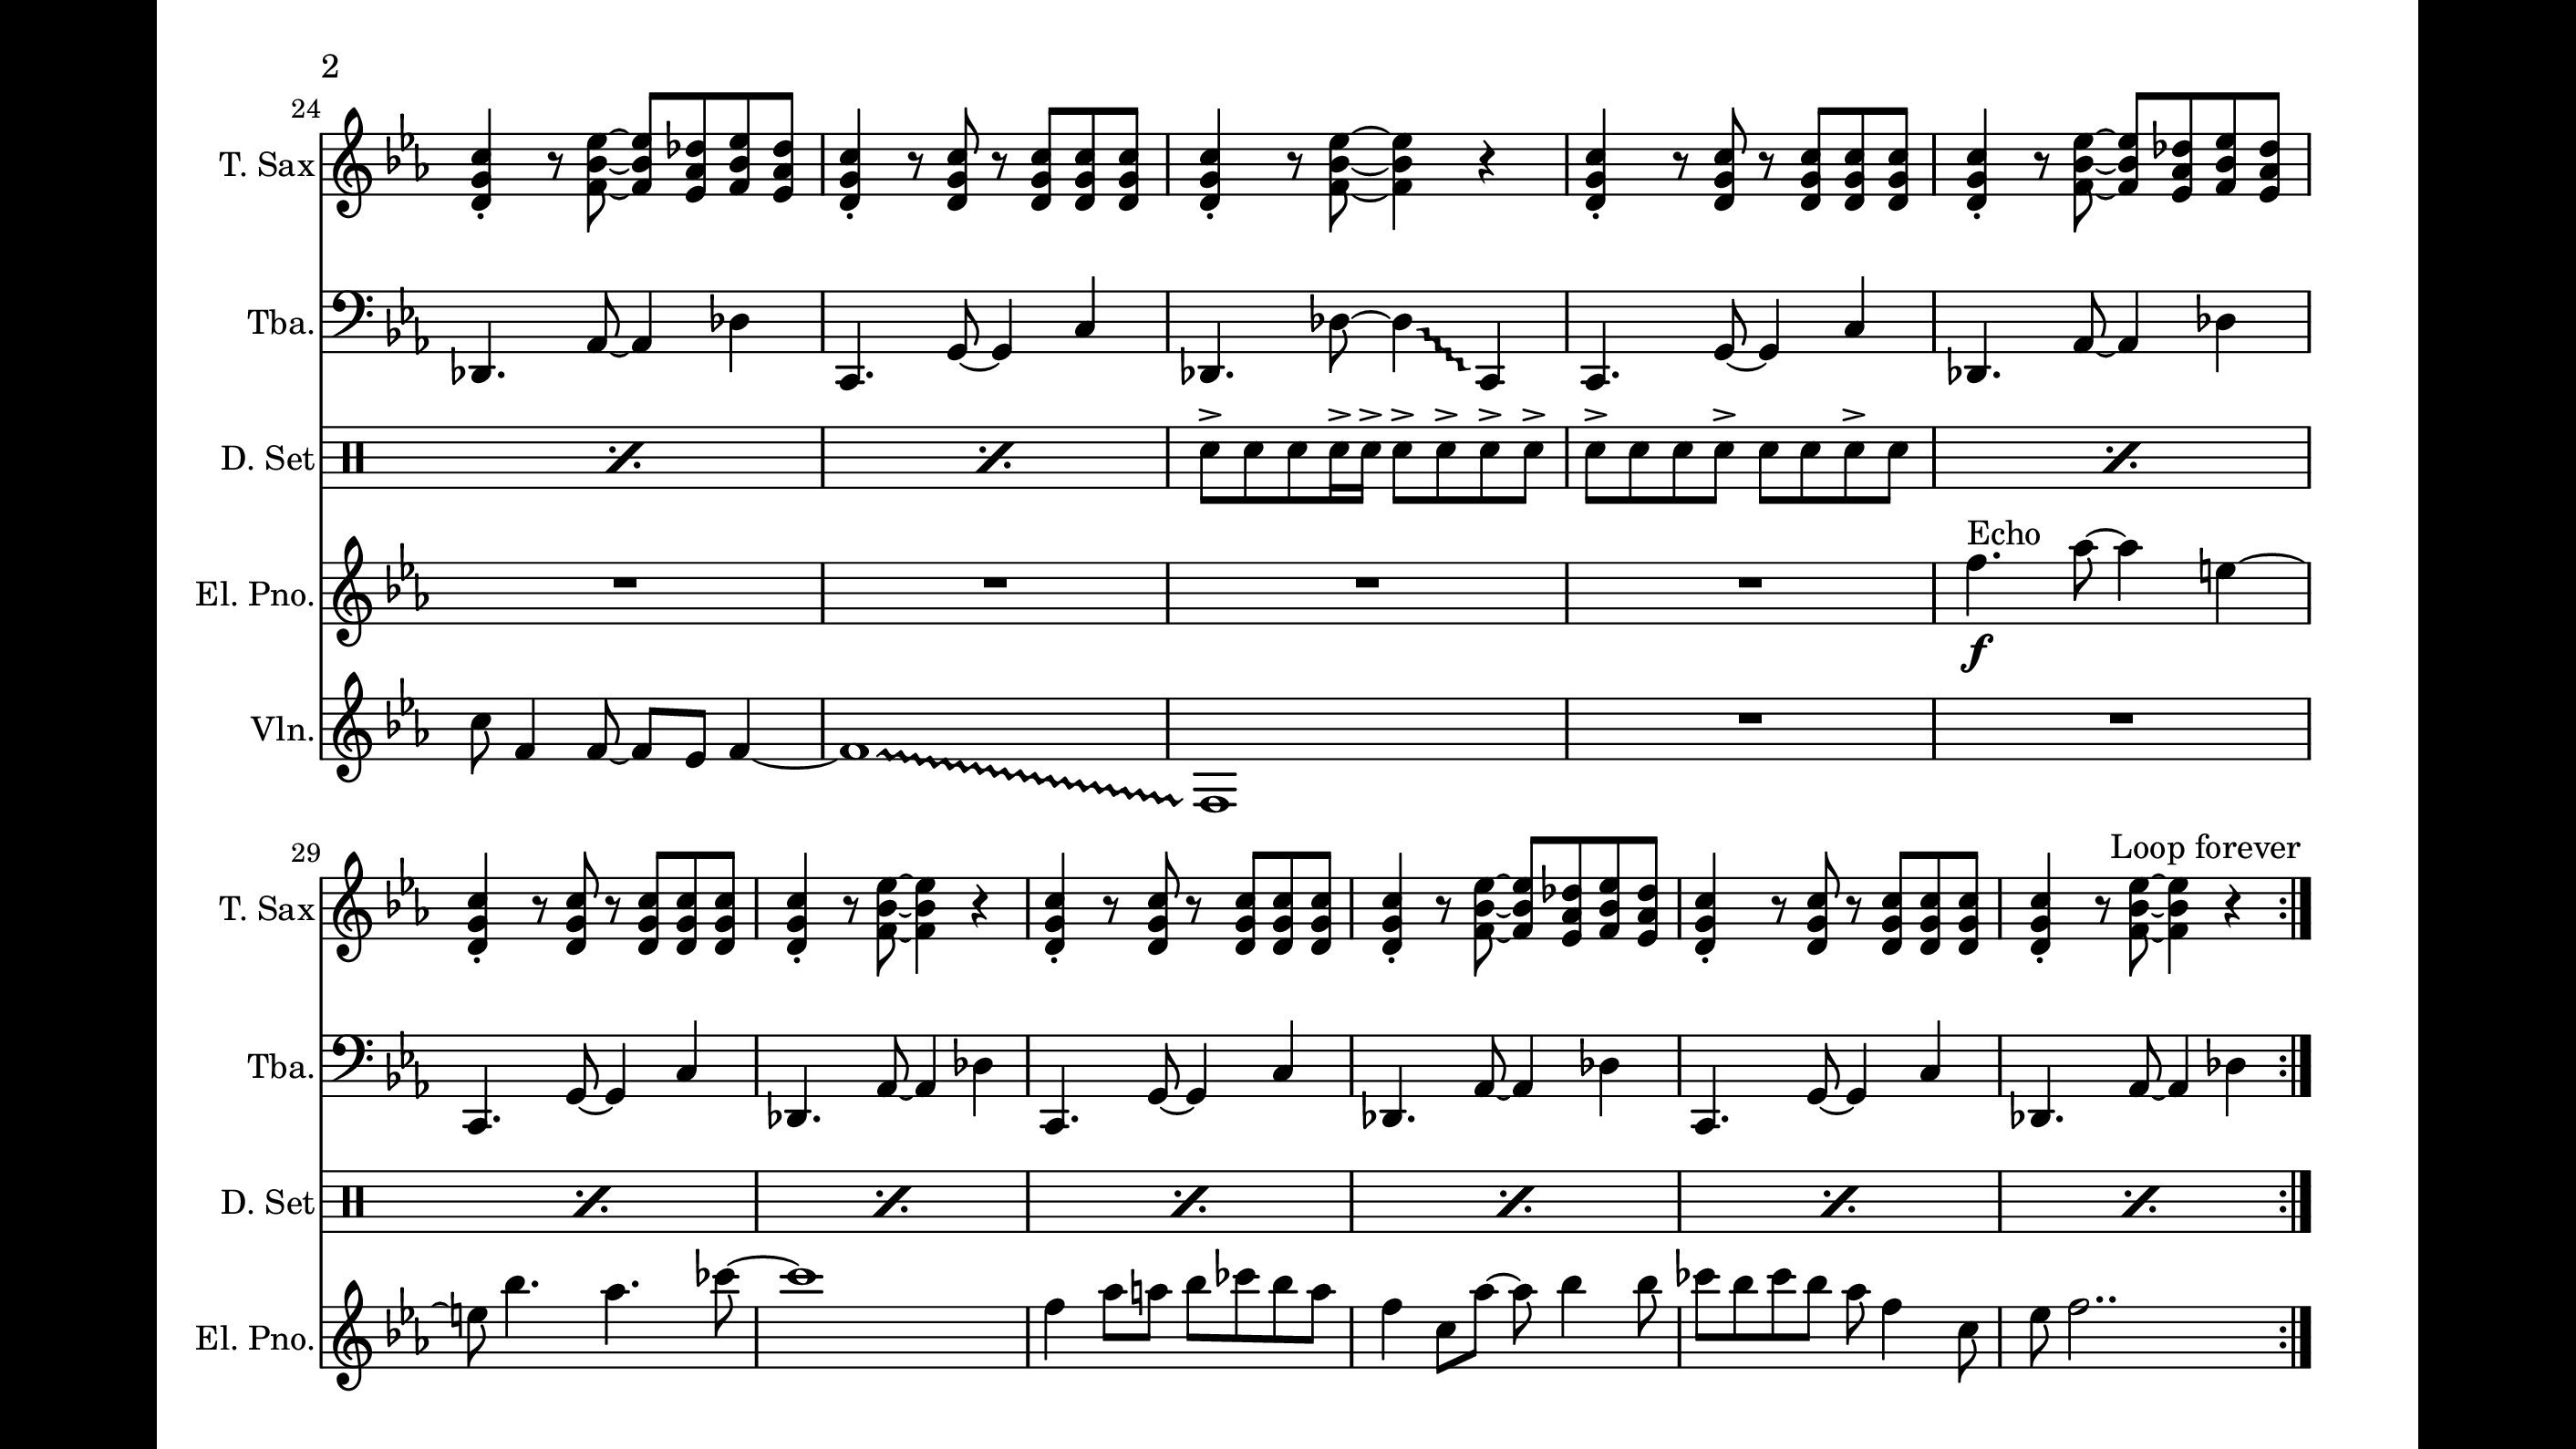 2
24
T. Sax
Tba.
D. Set
Echo
El. Pno.
f
Vln.
29
Loop forever
T. Sax
Tba.
D. Set
El. Pno.